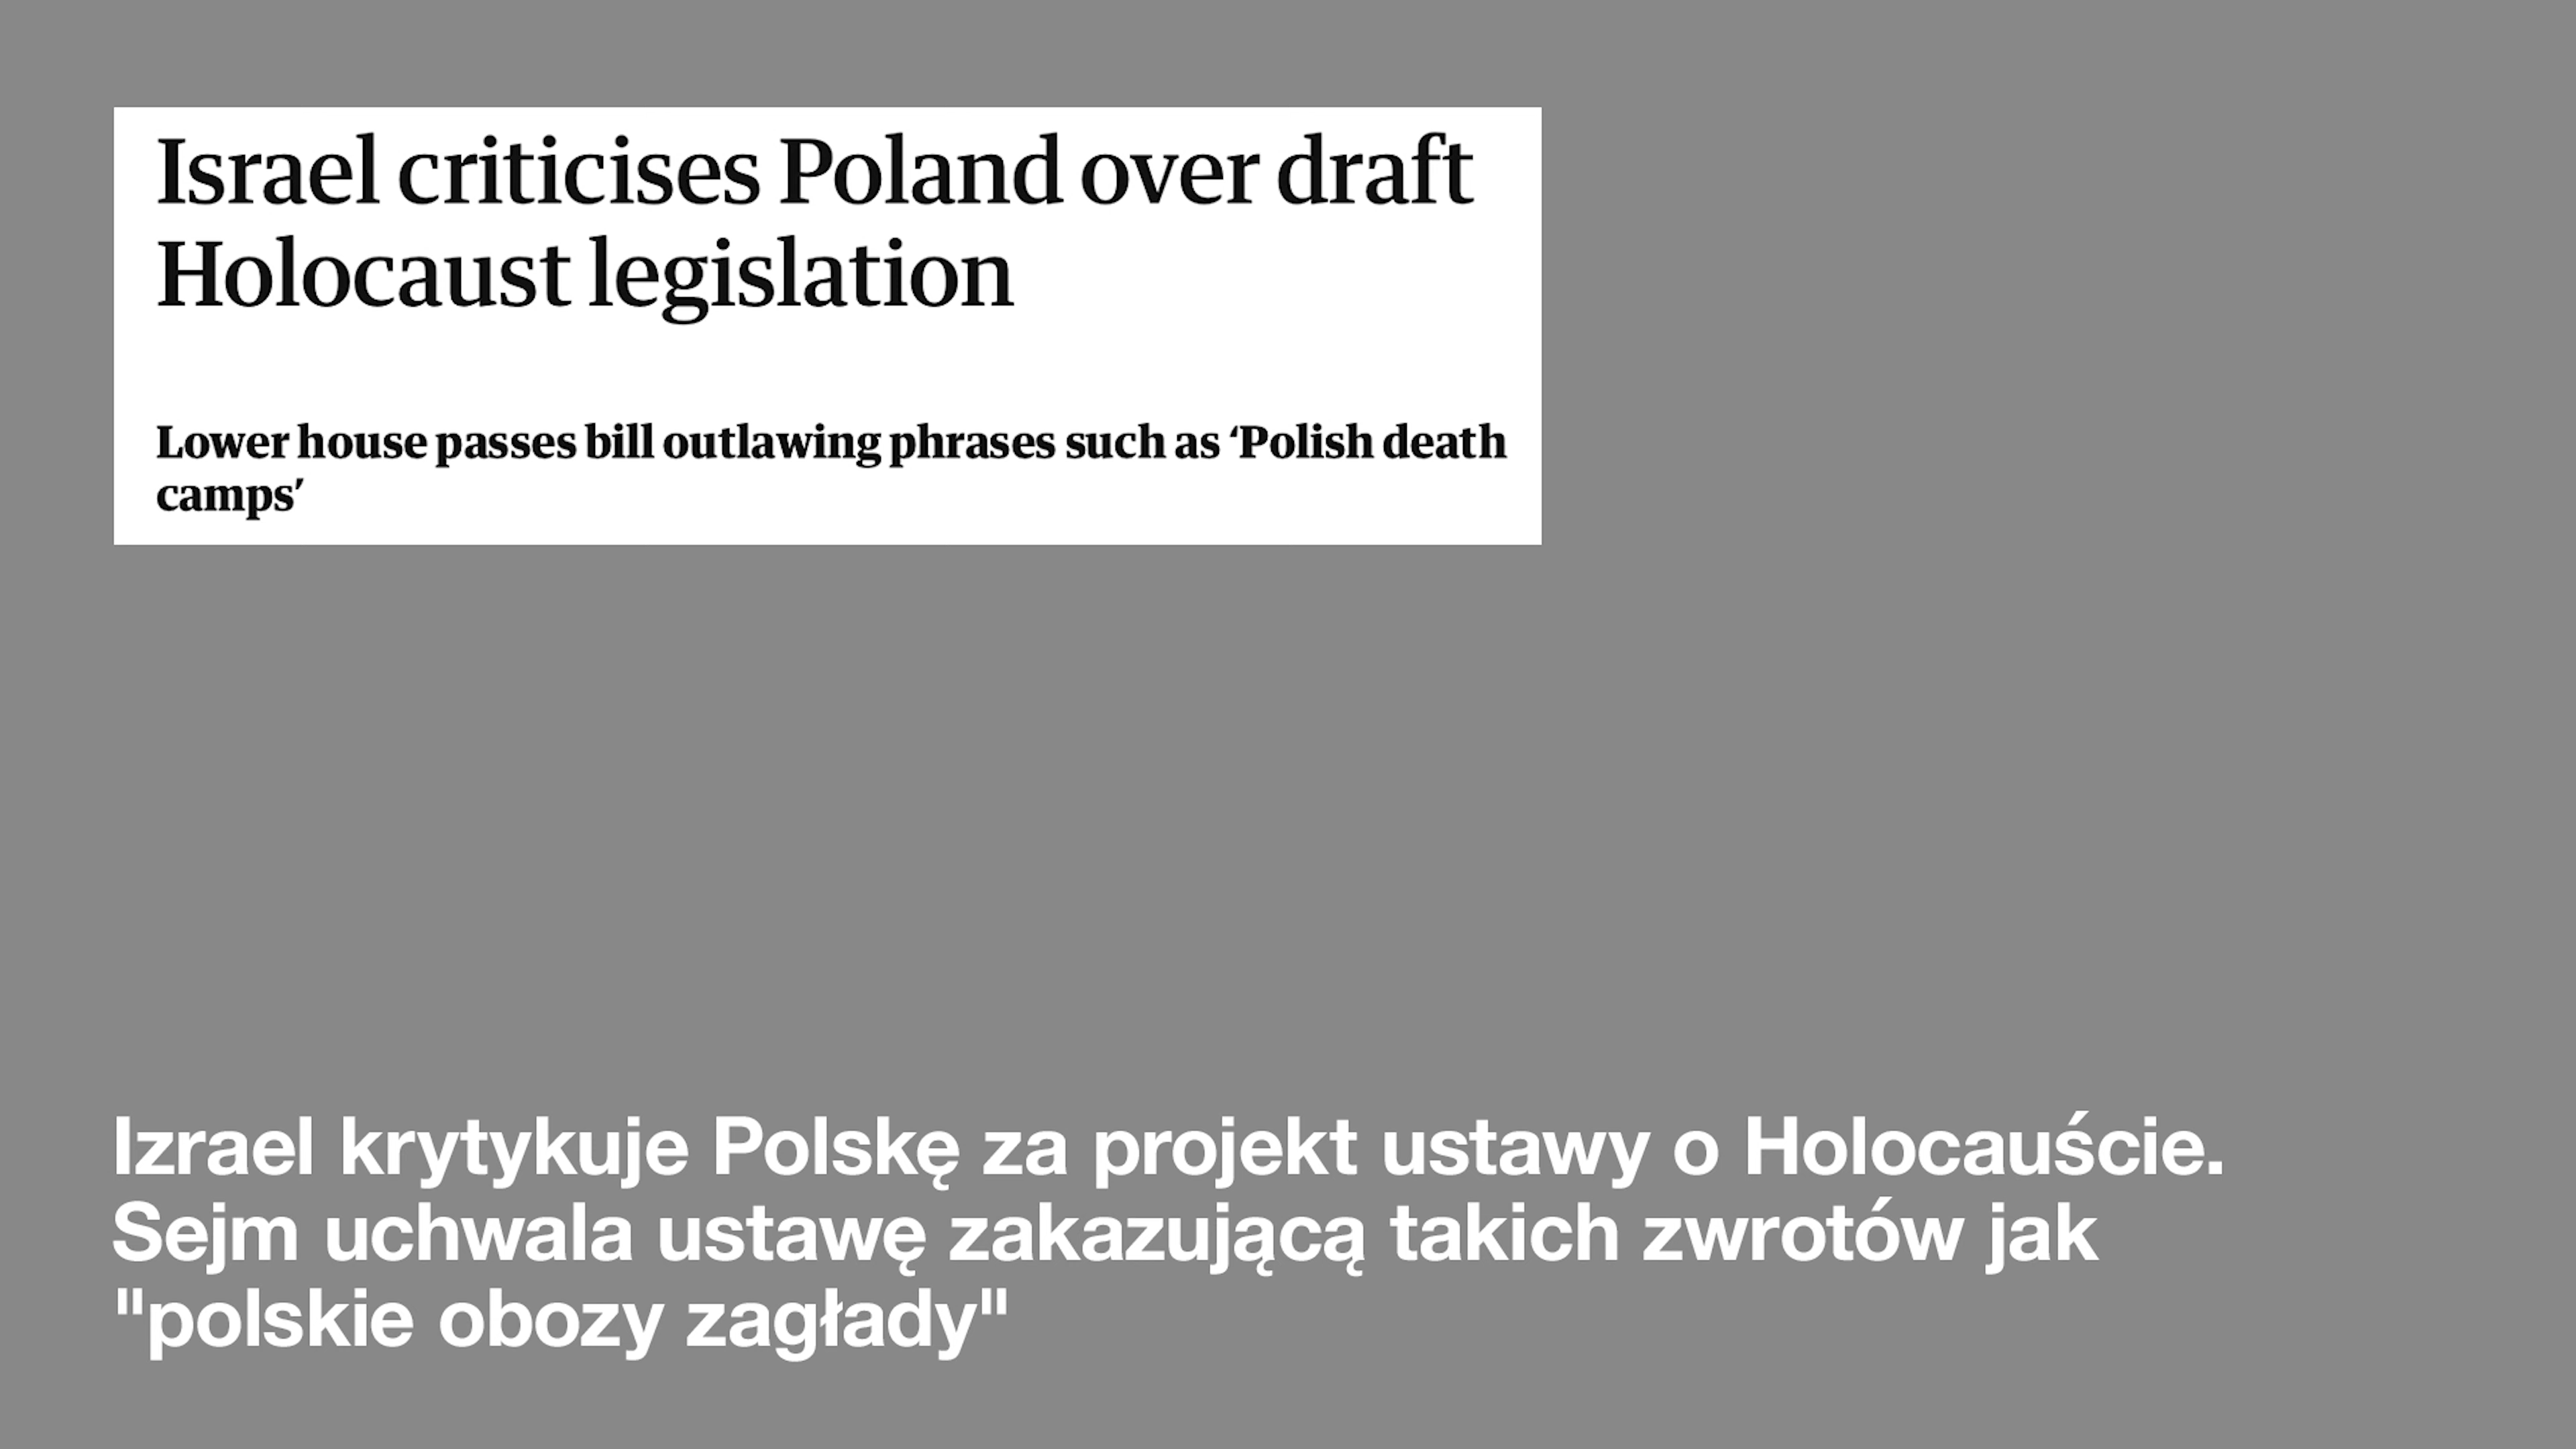 Israel criticises Poland over draft
Holocaust legislation
Lower house passes bill outlawing phrases such as ‘Polish death
camps’
Izrael krytykuje Polskę za projekt ustawy o Holocauście.
Sejm uchwala ustawę zakazującą takich zwrotów jak
"polskie obozy zagłady"